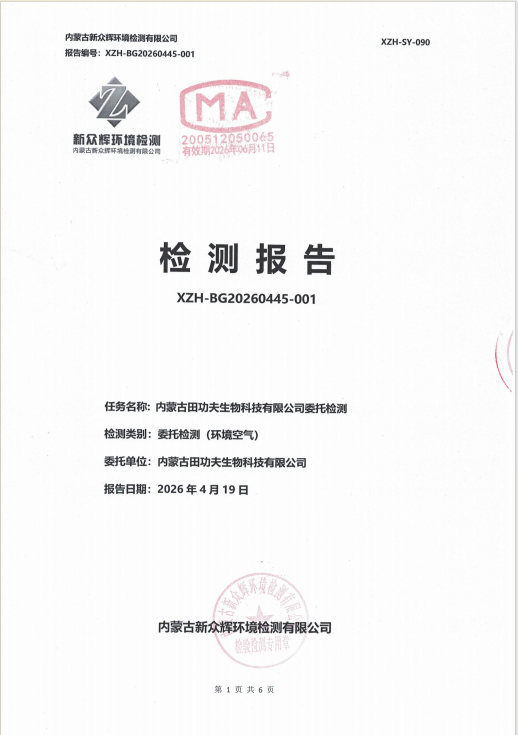 内蒙古新众辉环境检测有限公司
报告编号：XZH-BG20260445-001
XZH-SY-090
MA
新众辉环境检测
内蒙古新众辉环境检测有限公司
200512050065
有效期2026年06月11日
检测报告
XZH-BG20260445-001
任务名称：内蒙古田功夫生物科技有限公司委托检测
检测类别：委托检测（环境空气）
委托单位：内蒙古田功夫生物科技有限公司
报告日期：2026 年 4 月 19 日
内蒙古新众辉环境检测有限公司
检验检测专用章
第 1 页 共 6 页